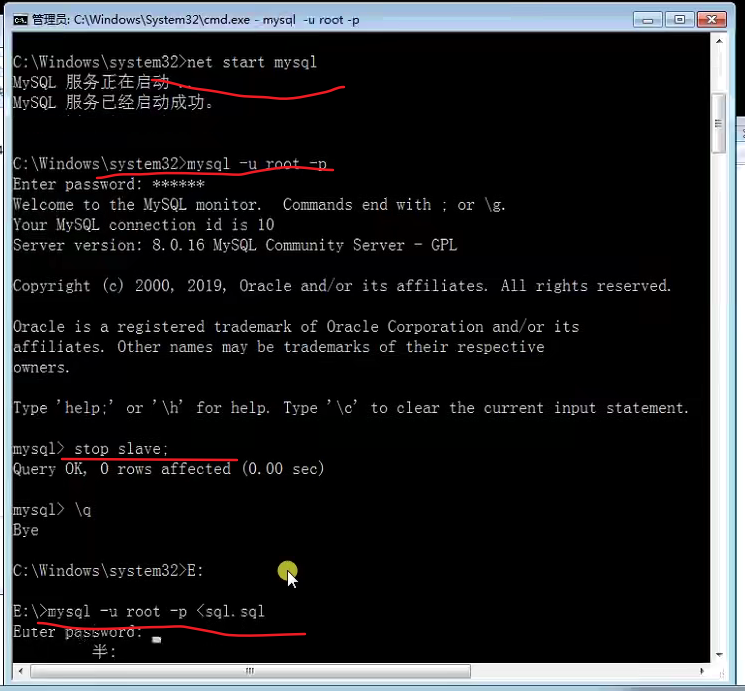 管理员: C:\Windows\System32\cmd.exe - mysql  -u root -p
C:\Windows\system32>net start mysql
MySQL 服务正在启动 ..
MySQL 服务已经启动成功。
C:\Windows\system32>mysql -u root -p
Enter password: ******
Welcome to the MySQL monitor.  Commands end with ; or \g.
Your MySQL connection id is 10
Server version: 8.0.16 MySQL Community Server - GPL
Copyright (c) 2000, 2019, Oracle and/or its affiliates. All rights reserved.
Oracle is a registered trademark of Oracle Corporation and/or its
affiliates. Other names may be trademarks of their respective
owners.
Type 'help;' or '\h' for help. Type '\c' to clear the current input statement.
mysql> stop slave;
Query OK, 0 rows affected (0.00 sec)
mysql> \q
Bye
C:\Windows\system32>E:
E:\>mysql -u root -p <sql.sql
Enter password:
半: